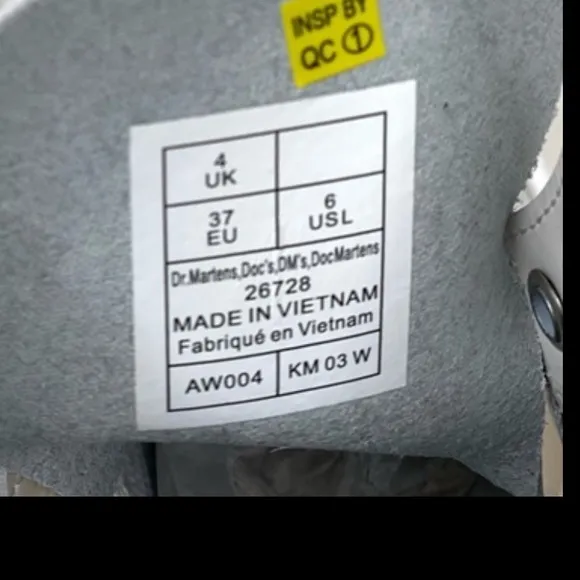 INSP BY
QC ①
4
UK
37
EU
6
USL
Dr.Martens,Doc's,DM's,DocMartens
26728
MADE IN VIETNAM
Fabriqué en Vietnam
AW004
KM 03 W